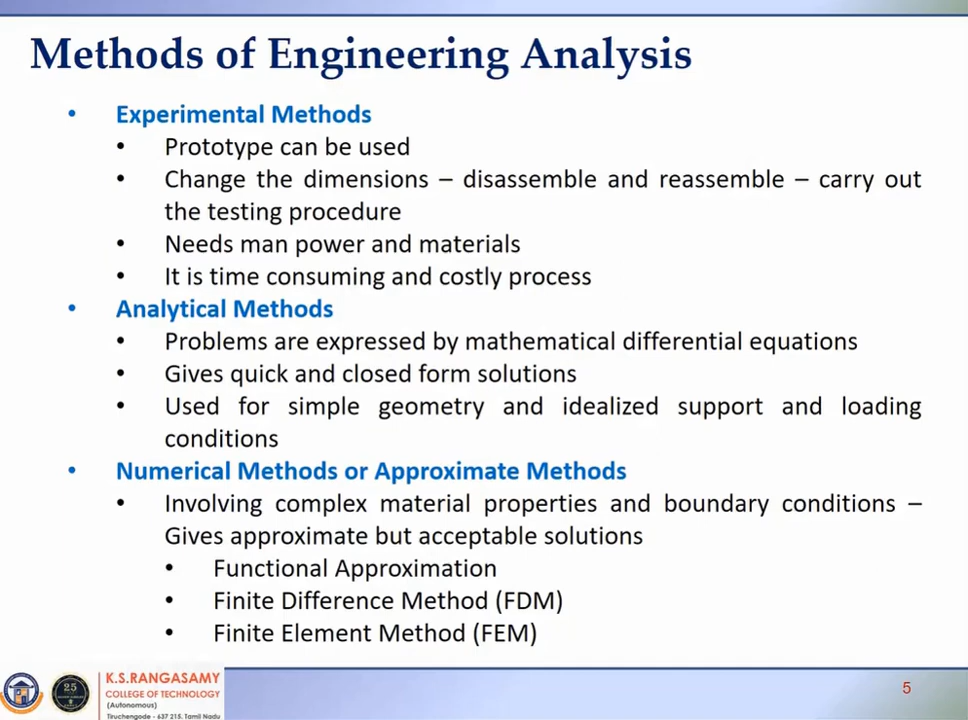 Methods of Engineering Analysis
• Experimental Methods
• Prototype can be used
• Change the dimensions – disassemble and reassemble – carry out
the testing procedure
• Needs man power and materials
• It is time consuming and costly process
• Analytical Methods
• Problems are expressed by mathematical differential equations
• Gives quick and closed form solutions
• Used for simple geometry and idealized support and loading
conditions
• Numerical Methods or Approximate Methods
• Involving complex material properties and boundary conditions –
Gives approximate but acceptable solutions
• Functional Approximation
• Finite Difference Method (FDM)
• Finite Element Method (FEM)
25
K.S.RANGASAMY
COLLEGE OF TECHNOLOGY
(Autonomous)
Tiruchengode - 637 215. Tamil Nadu
5